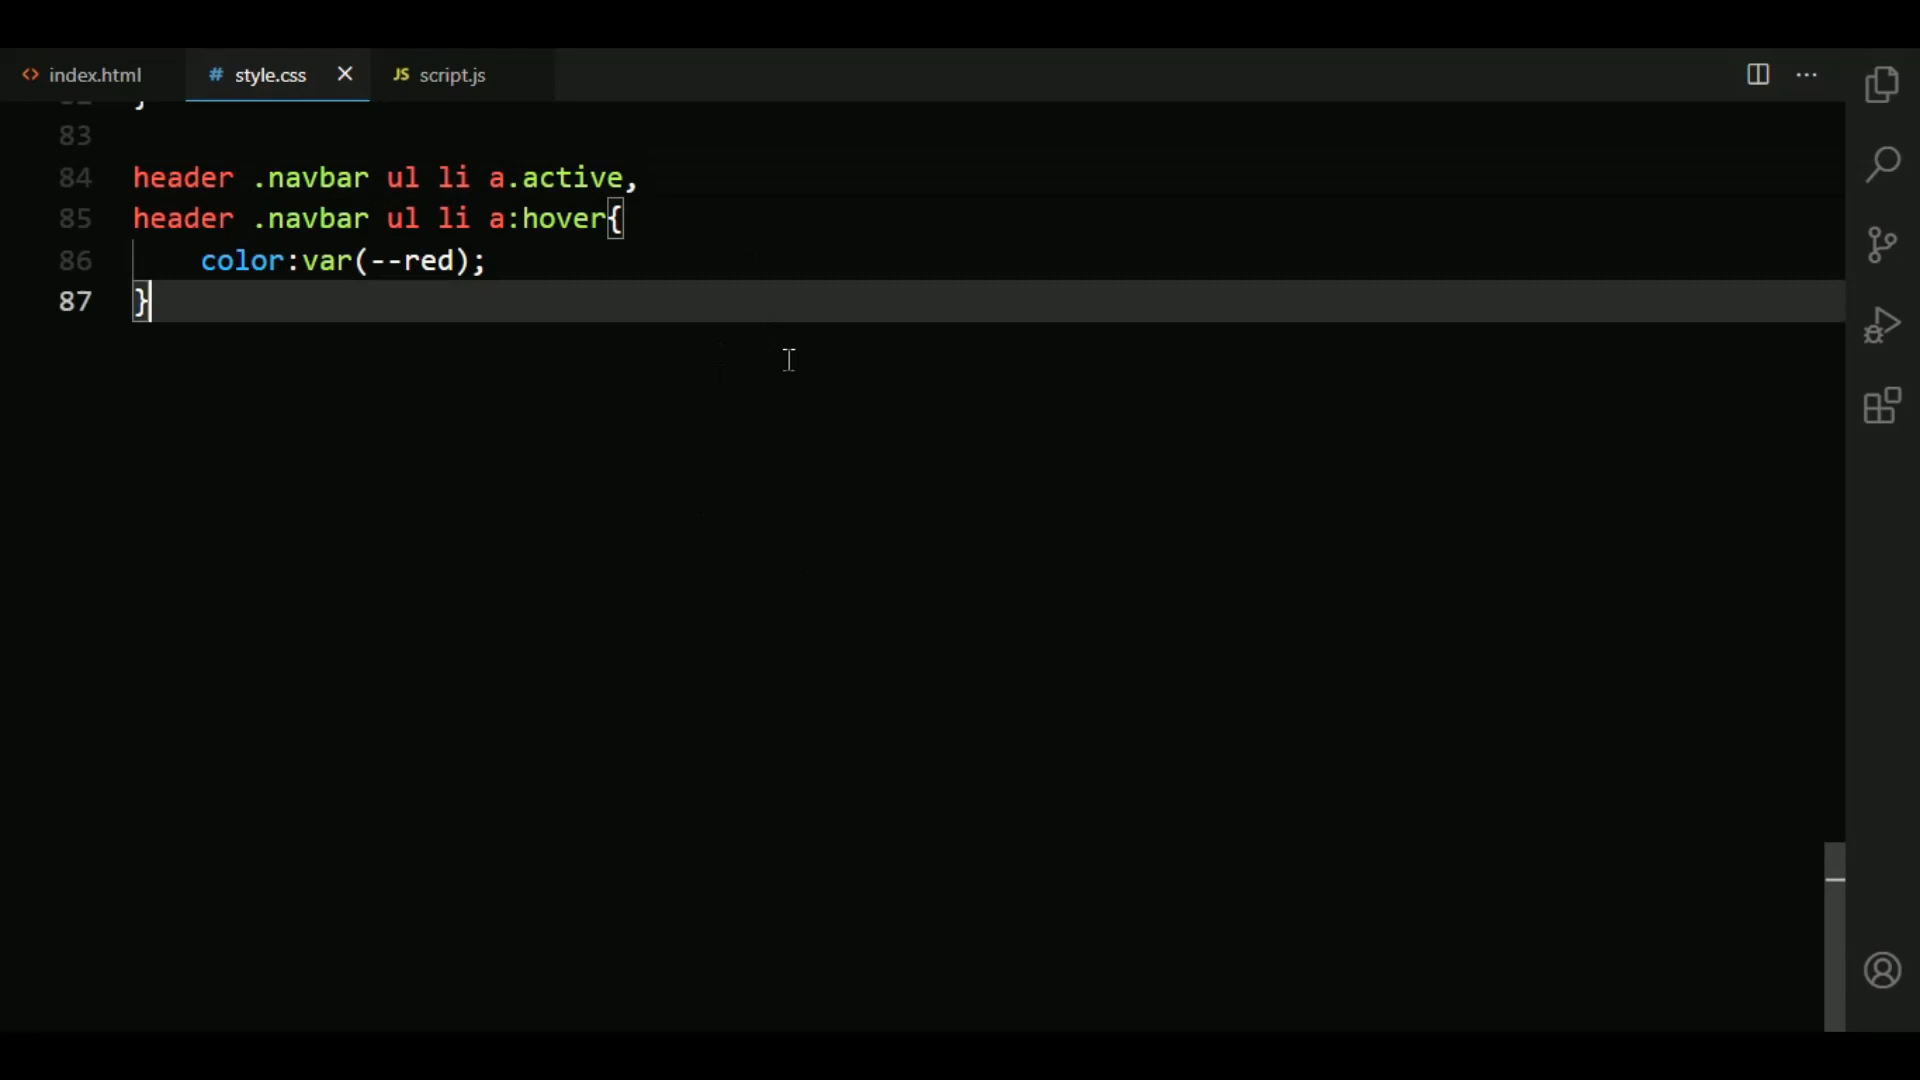 index.html style.css script.js
83
84 header .navbar ul li a.active,
85 header .navbar ul li a:hover{
86     color:var(--red);
87 }